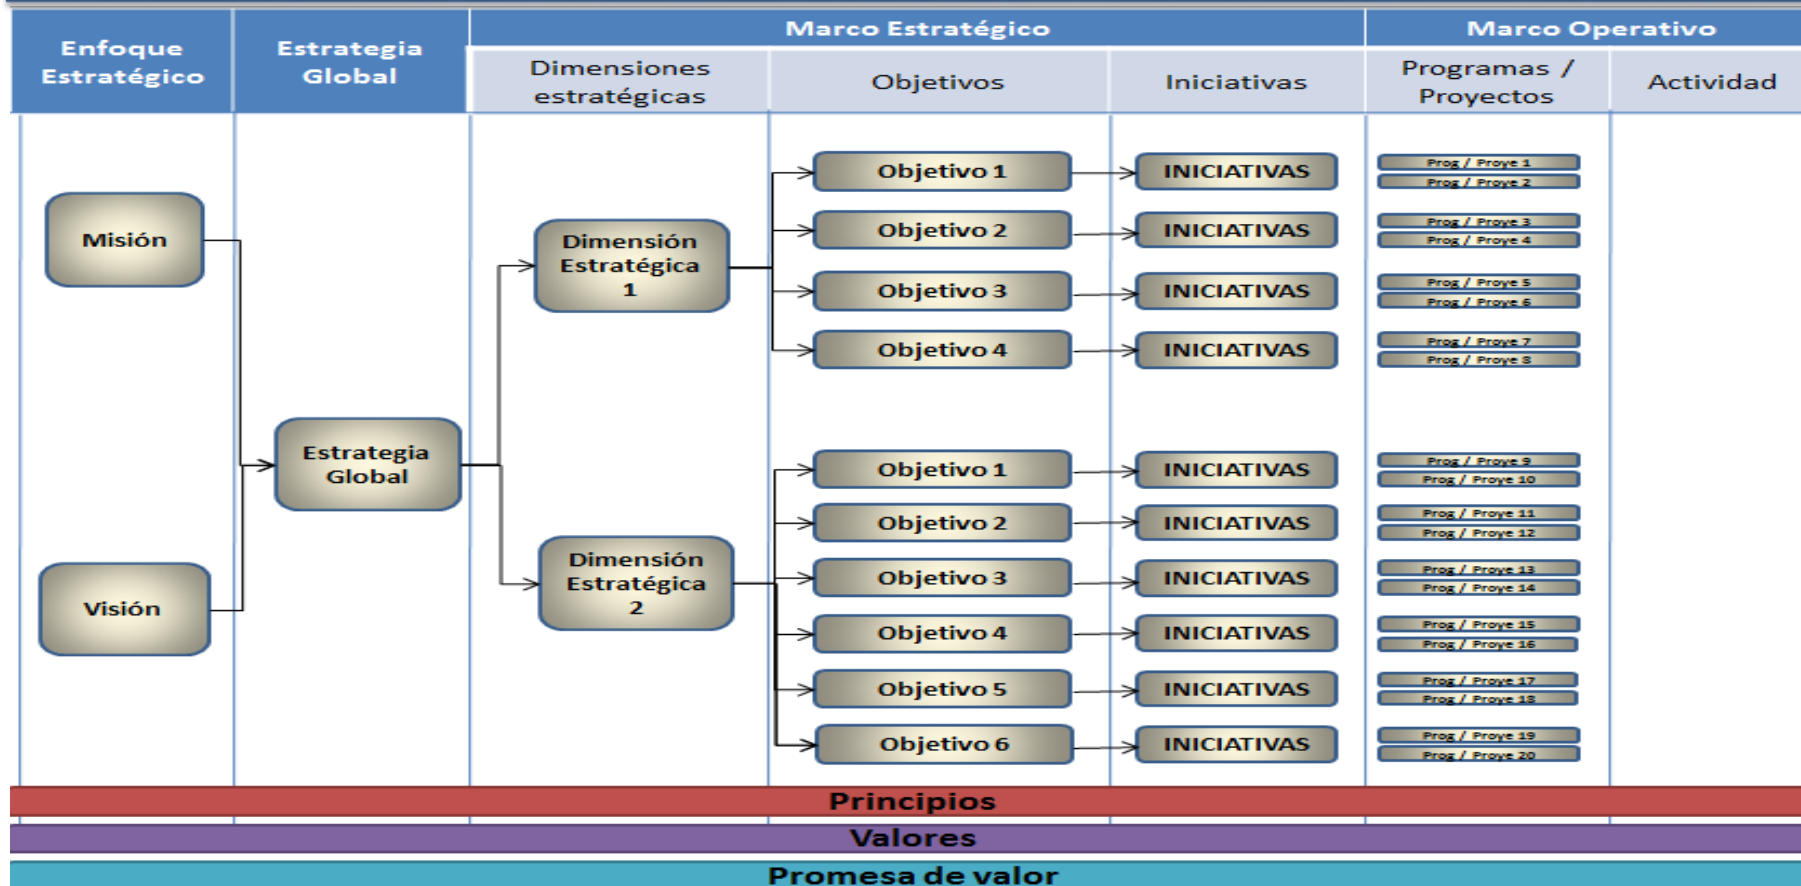 Enfoque
Estratégico
Estrategia
Global
Marco Estratégico
Marco Operativo
Dimensiones
estratégicas
Objetivos
Iniciativas
Programas /
Proyectos
Actividad
Misión
Visión
Estrategia
Global
Dimensión
Estratégica
1
Objetivo 1
INICIATIVAS
Prog / Proye 1
Prog / Proye 2
Objetivo 2
INICIATIVAS
Prog / Proye 3
Prog / Proye 4
Objetivo 3
INICIATIVAS
Prog / Proye 5
Prog / Proye 6
Objetivo 4
INICIATIVAS
Prog / Proye 7
Prog / Proye 8
Dimensión
Estratégica
2
Objetivo 1
INICIATIVAS
Prog / Proye 9
Prog / Proye 10
Objetivo 2
INICIATIVAS
Prog / Proye 11
Prog / Proye 12
Objetivo 3
INICIATIVAS
Prog / Proye 13
Prog / Proye 14
Objetivo 4
INICIATIVAS
Prog / Proye 15
Prog / Proye 16
Objetivo 5
INICIATIVAS
Prog / Proye 17
Prog / Proye 18
Objetivo 6
INICIATIVAS
Prog / Proye 19
Prog / Proye 20
Principios
Valores
Promesa de valor